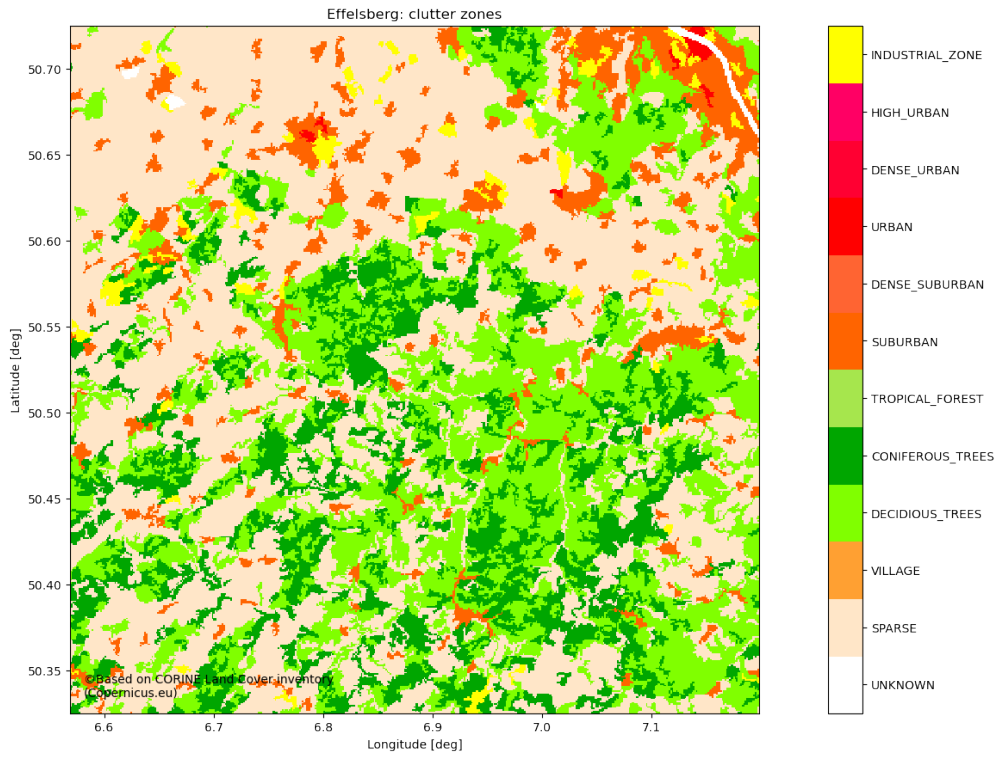 Effelsberg: clutter zones
50.70
50.65
50.60
50.55
50.50
50.45
50.40
50.35
Latitude [deg]
6.6 6.7 6.8 6.9 7.0 7.1
Longitude [deg]
©Based on CORINE Land Cover inventory
(Copernicus.eu)
INDUSTRIAL_ZONE
HIGH_URBAN
DENSE_URBAN
URBAN
DENSE_SUBURBAN
SUBURBAN
TROPICAL_FOREST
CONIFEROUS_TREES
DECIDIOUS_TREES
VILLAGE
SPARSE
UNKNOWN